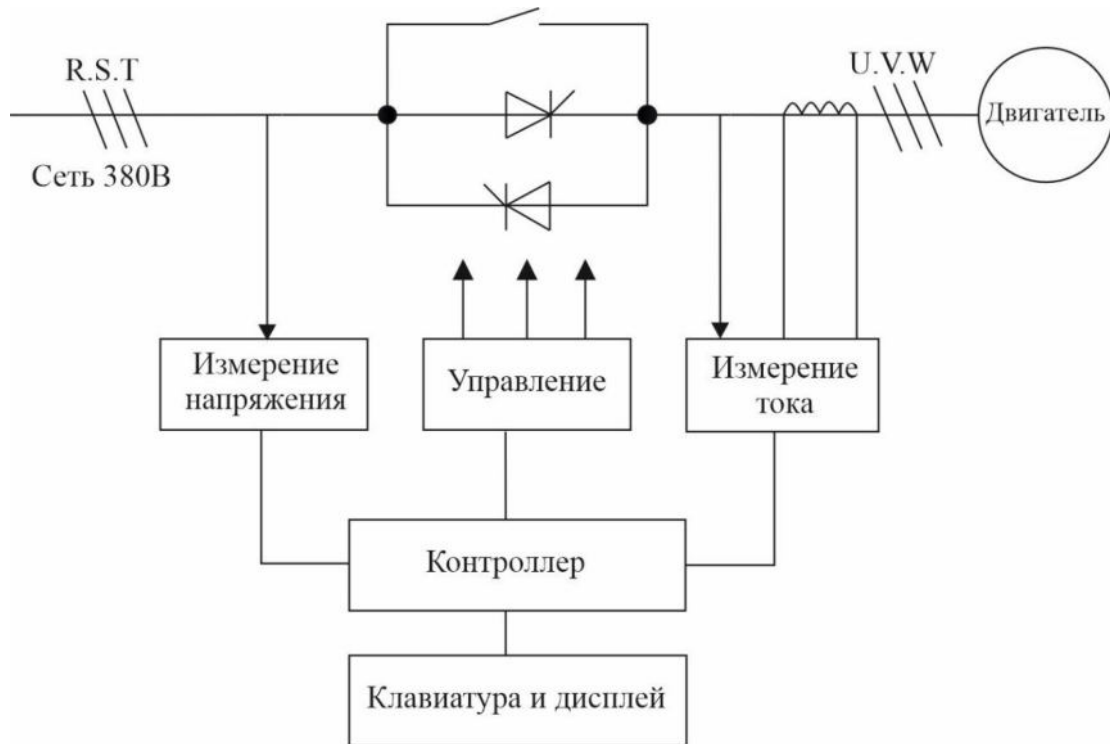 R.S.T
Сеть 380В
U.V.W
Двигатель
Измерение
напряжения
Управление
Измерение
тока
Контроллер
Клавиатура и дисплей